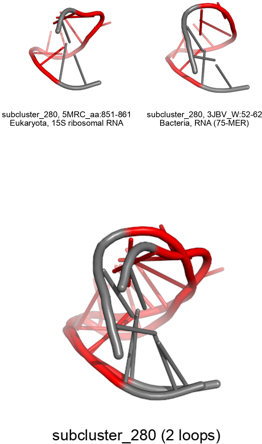 subcluster_280, 5MRC_aa:851-861
Eukaryota, 15S ribosomal RNA
subcluster_280, 3JBV_W:52-62
Bacteria, RNA (75-MER)
subcluster_280 (2 loops)